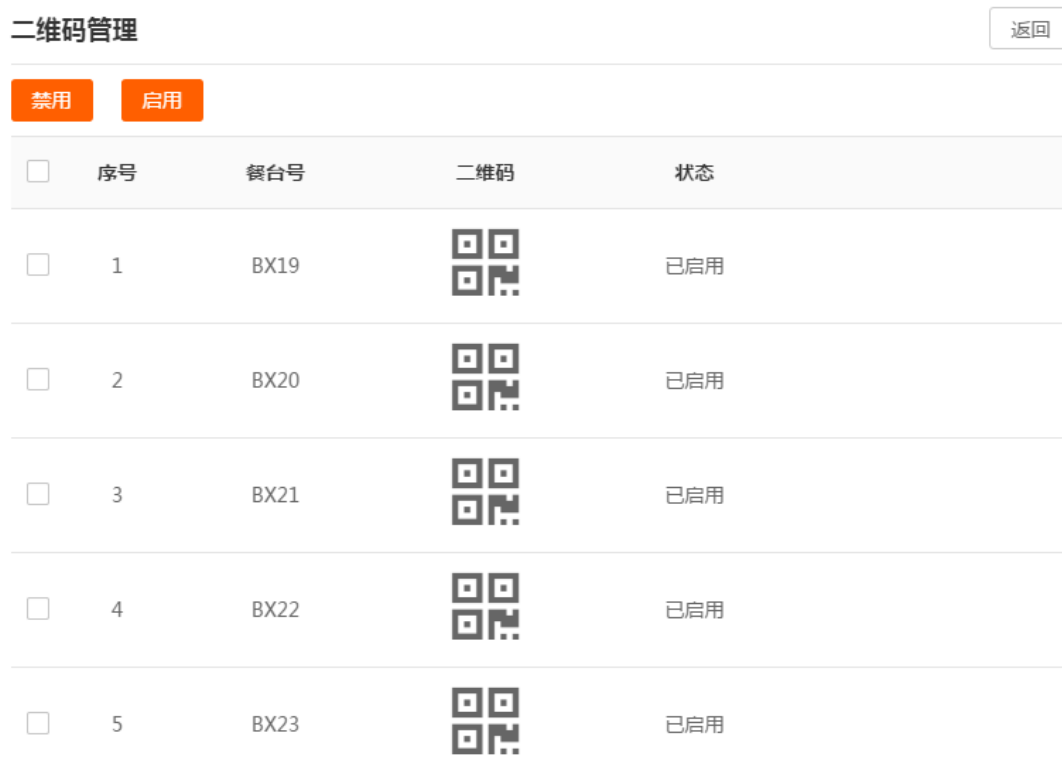 二维码管理 返回
禁用 启用
序号 餐台号 二维码 状态
1 BX19 已启用
2 BX20 已启用
3 BX21 已启用
4 BX22 已启用
5 BX23 已启用